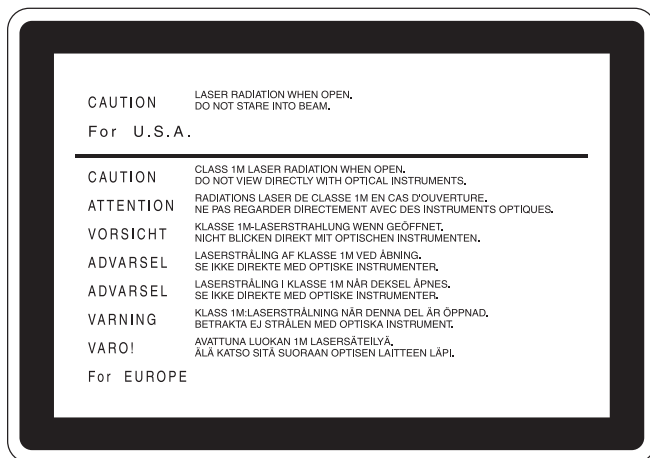 CAUTION LASER RADIATION WHEN OPEN.
DO NOT STARE INTO BEAM.
For U.S.A.
CAUTION CLASS 1M LASER RADIATION WHEN OPEN.
DO NOT VIEW DIRECTLY WITH OPTICAL INSTRUMENTS.
ATTENTION RADIATIONS LASER DE CLASSE 1M EN CAS D'OUVERTURE.
NE PAS REGARDER DIRECTEMENT AVEC DES INSTRUMENTS OPTIQUES.
VORSICHT KLASSE 1M-LASERSTRAHLUNG WENN GEÖFFNET.
NICHT BLICKEN DIREKT MIT OPTISCHEN INSTRUMENTEN.
ADVARSEL LASERSTRÅLING AF KLASSE 1M VED ÅBNING.
SE IKKE DIREKTE MED OPTISKE INSTRUMENTER.
ADVARSEL LASERSTRÅLING I KLASSE 1M NÅR DEKSEL ÅPNES.
SE IKKE DIREKTE MED OPTISKE INSTRUMENTER.
VARNING KLASS 1M:LASERSTRÅLNING NÄR DENNA DEL ÄR ÖPPNAD.
BETRAKTA EJ STRÅLEN MED OPTISKA INSTRUMENT.
VARO! AVATTUNA LUOKAN 1M LASERSÄTEILYÄ.
ÄLÄ KATSO SITÄ SUORAAN OPTISEN LAITTEEN LÄPI.
For EUROPE